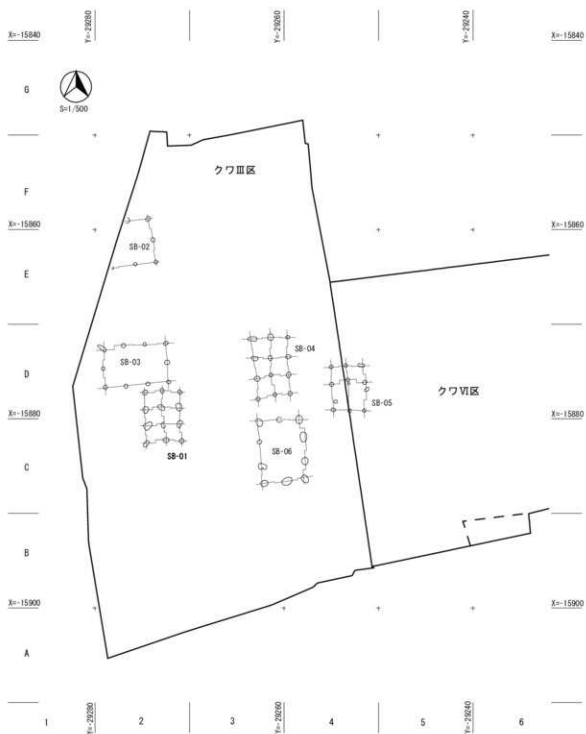 Y=-29280
Y=-29260
Y=-29240
X=-15840
X=-15840
G
S=1/500
クワⅢ区
F
X=-15860
X=-15860
SB-02
E
SB-03
SB-04
D
SB-05
クワⅥ区
X=-15880
X=-15880
SB-01
SB-06
C
B
X=-15900
X=-15900
A
Y=-29280
Y=-29260
Y=-29240
1 2 3 4 5 6